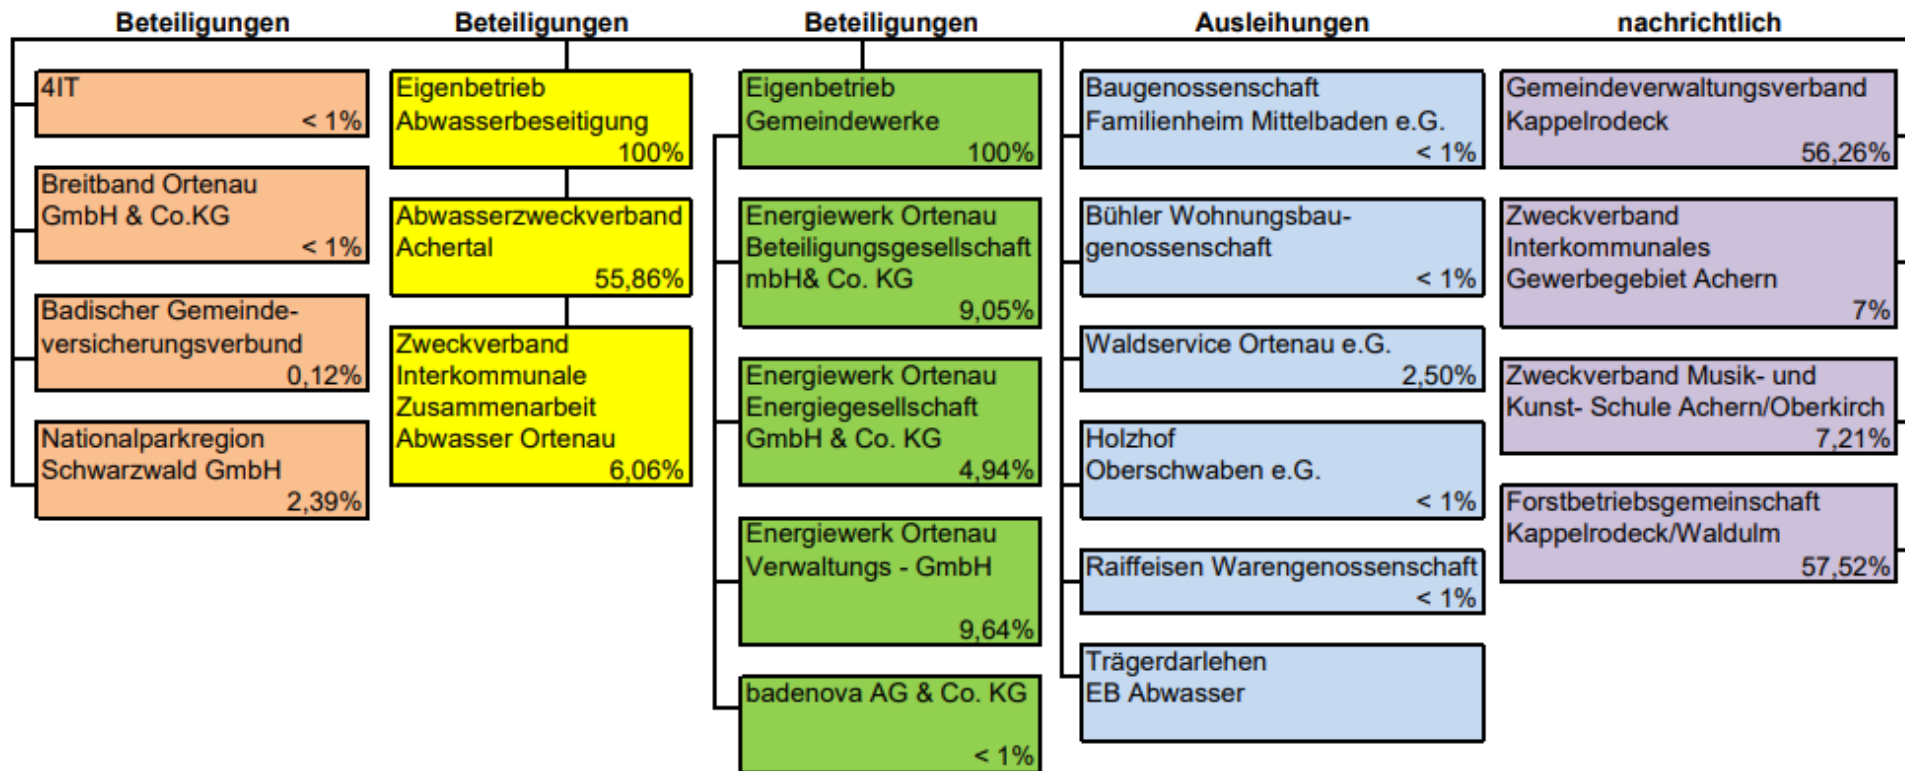 Beteiligungen
4IT
< 1%
Breitband Ortenau
GmbH & Co.KG
< 1%
Badischer Gemeinde-
versicherungsverbund
0,12%
Nationalparkregion
Schwarzwald GmbH
2,39%
Beteiligungen
Eigenbetrieb
Abwasserbeseitigung
100%
Abwasserzweckverband
Achertal
55,86%
Zweckverband
Interkommunale
Zusammenarbeit
Abwasser Ortenau
6,06%
Beteiligungen
Eigenbetrieb
Gemeindewerke
100%
Energiewerk Ortenau
Beteiligungsgesellschaft
mbH& Co. KG
9,05%
Energiewerk Ortenau
Energiegesellschaft
GmbH & Co. KG
4,94%
Energiewerk Ortenau
Verwaltungs - GmbH
9,64%
badenova AG & Co. KG
< 1%
Ausleihungen
Baugenossenschaft
Familienheim Mittelbaden e.G.
< 1%
Bühler Wohnungsbau-
genossenschaft
< 1%
Waldservice Ortenau e.G.
2,50%
Holzhof
Oberschwaben e.G.
< 1%
Raiffeisen Warengenossenschaft
< 1%
Trägerdarlehen
EB Abwasser
nachrichtlich
Gemeindeverwaltungsverband
Kappelrodeck
56,26%
Zweckverband
Interkommunales
Gewerbegebiet Achern
7%
Zweckverband Musik- und
Kunst- Schule Achern/Oberkirch
7,21%
Forstbetriebsgemeinschaft
Kappelrodeck/Waldulm
57,52%